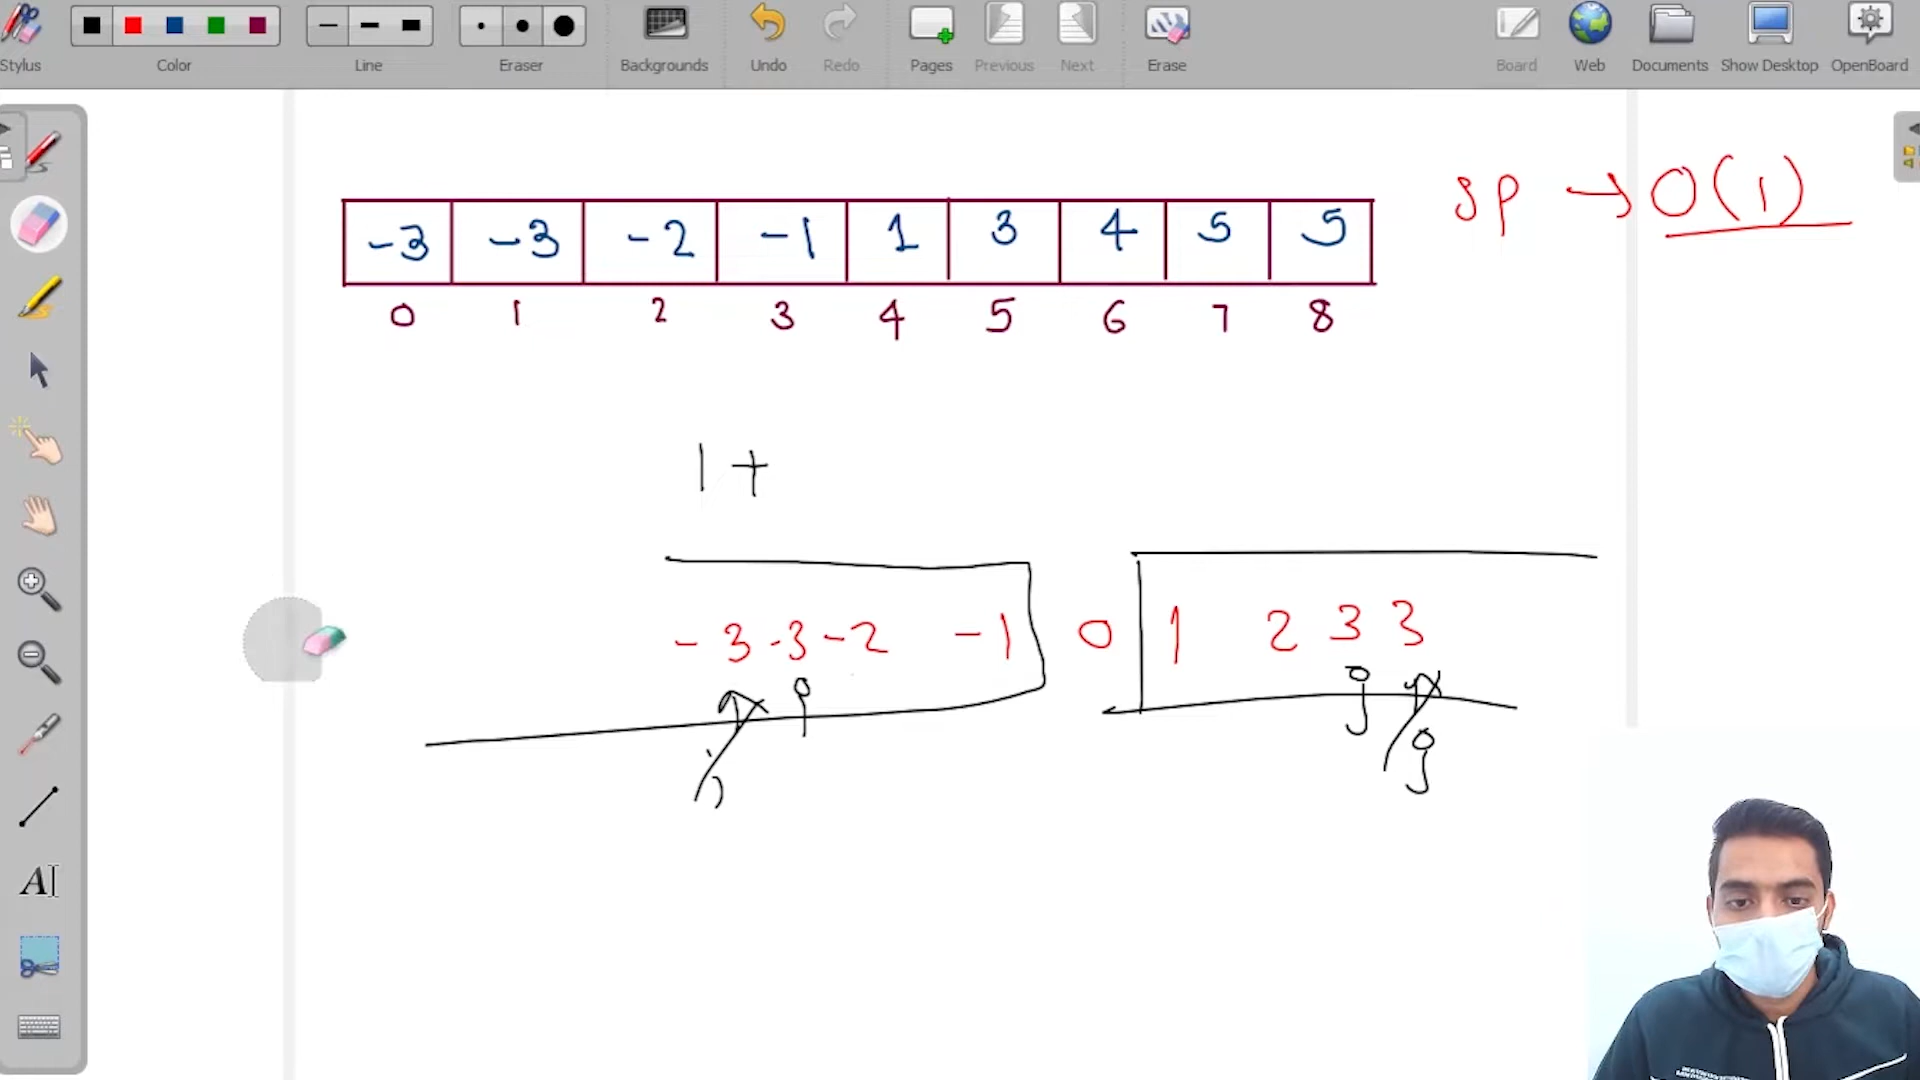 Stylus Color Line Eraser Backgrounds Undo Redo Pages Previous Next Erase Board Web Documents Show Desktop OpenBoard
SP → O(1)
-3 -3 -2 -1 1 3 4 5 5
0 1 2 3 4 5 6 7 8
1 +
-3 -3 -2 -1 0 1 2 3 3
i j j